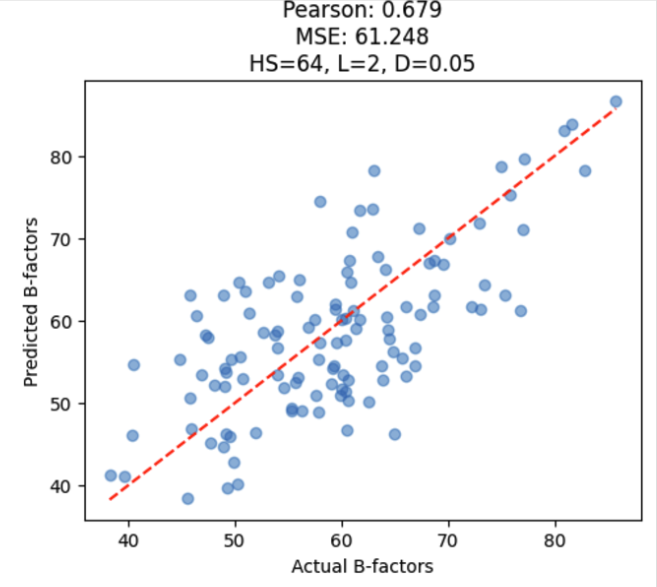 Pearson: 0.679
MSE: 61.248
HS=64, L=2, D=0.05
80
70
60
50
40
Predicted B-factors
40 50 60 70 80
Actual B-factors